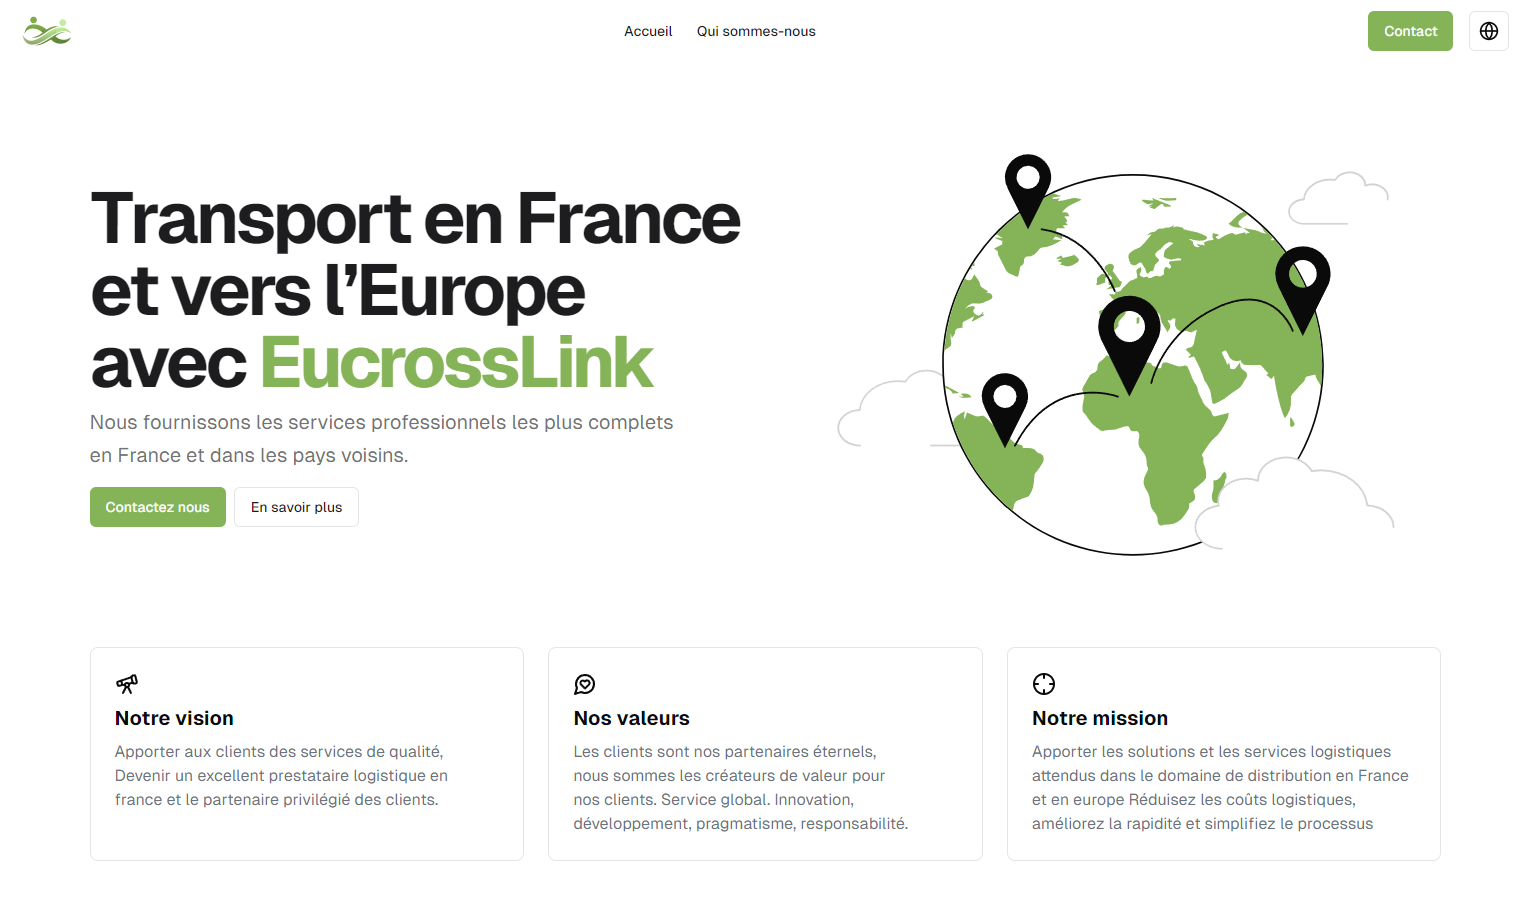 Accueil
Qui sommes-nous
Contact
Transport en France
et vers l’Europe
avec EucrossLink
Nous fournissons les services professionnels les plus complets
en France et dans les pays voisins.
Contactez nous
En savoir plus
Notre vision
Apporter aux clients des services de qualité,
Devenir un excellent prestataire logistique en
france et le partenaire privilégié des clients.
Nos valeurs
Les clients sont nos partenaires éternels,
nous sommes les créateurs de valeur pour
nos clients. Service global. Innovation,
développement, pragmatisme, responsabilité.
Notre mission
Apporter les solutions et les services logistiques
attendus dans le domaine de distribution en France
et en europe Réduisez les coûts logistiques,
améliorez la rapidité et simplifiez le processus